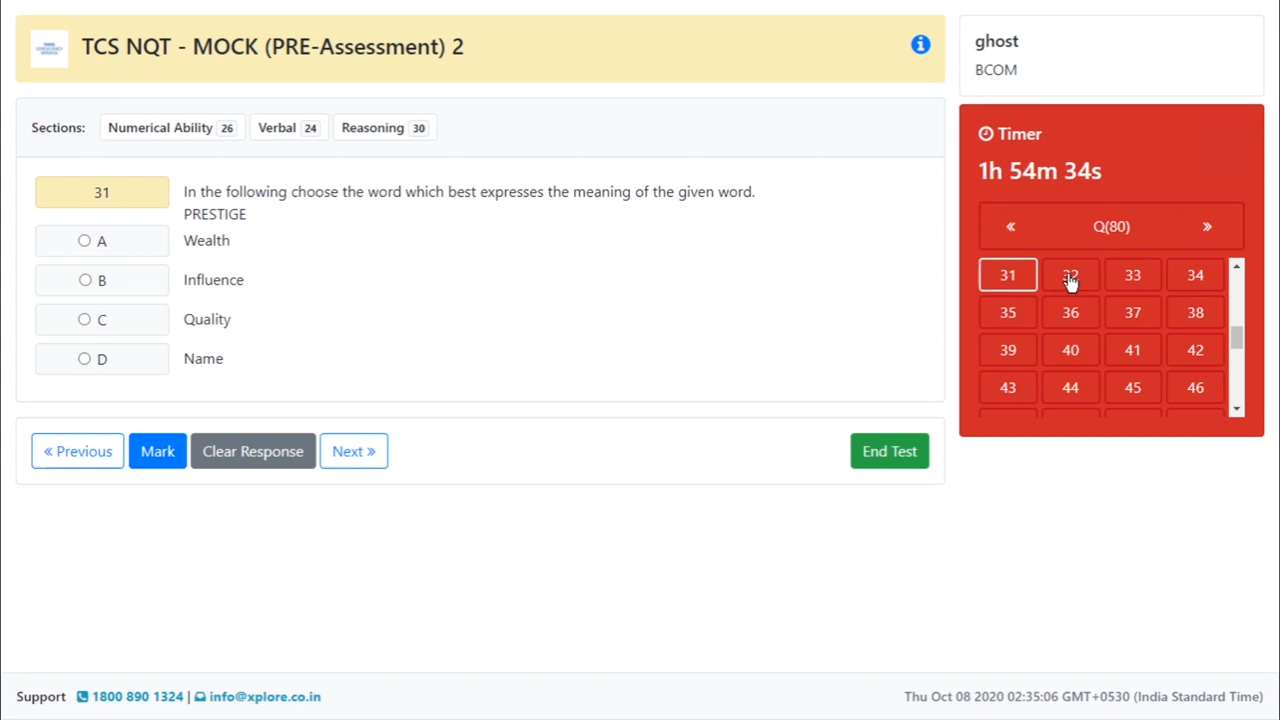 TCS NQT - MOCK (PRE-Assessment) 2
ghost
BCOM
Sections: Numerical Ability 26 Verbal 24 Reasoning 30
Timer
1h 54m 34s
« Q(80) »
31 32 33 34
35 36 37 38
39 40 41 42
43 44 45 46
31 In the following choose the word which best expresses the meaning of the given word.
PRESTIGE
A Wealth
B Influence
C Quality
D Name
« Previous Mark Clear Response Next » End Test
Support 1800 890 1324 | info@xplore.co.in
Thu Oct 08 2020 02:35:06 GMT+0530 (India Standard Time)